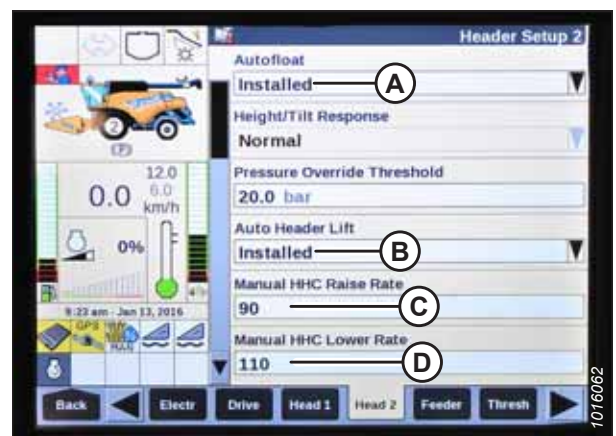 Header Setup 2
Autofloat
Installed
A
Height/Tilt Response
Normal
Pressure Override Threshold
20.0 bar
Auto Header Lift
Installed
B
Manual HHC Raise Rate
90
C
Manual HHC Lower Rate
110
D
2
(P)
0.0
12.0
6.0
km/h
0%
9:23 am - Jan 13, 2016
GPS
Back
Electr
Drive
Head 1
Head 2
Feeder
Thresh
1016062